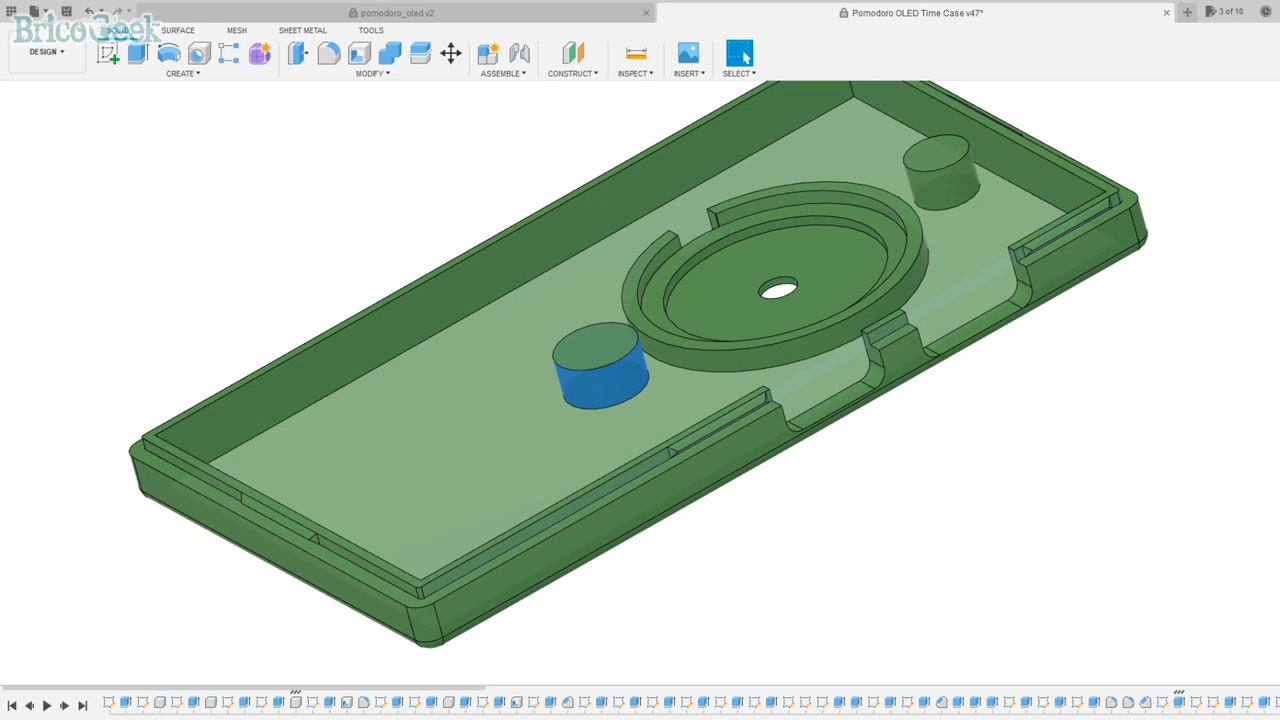 pomodoro_oled v2
Pomodoro OLED Time Case v47*
3 of 10
BricoGeek
SOLID SURFACE MESH SHEET METAL TOOLS
DESIGN
CREATE MODIFY ASSEMBLE CONSTRUCT INSPECT INSERT SELECT